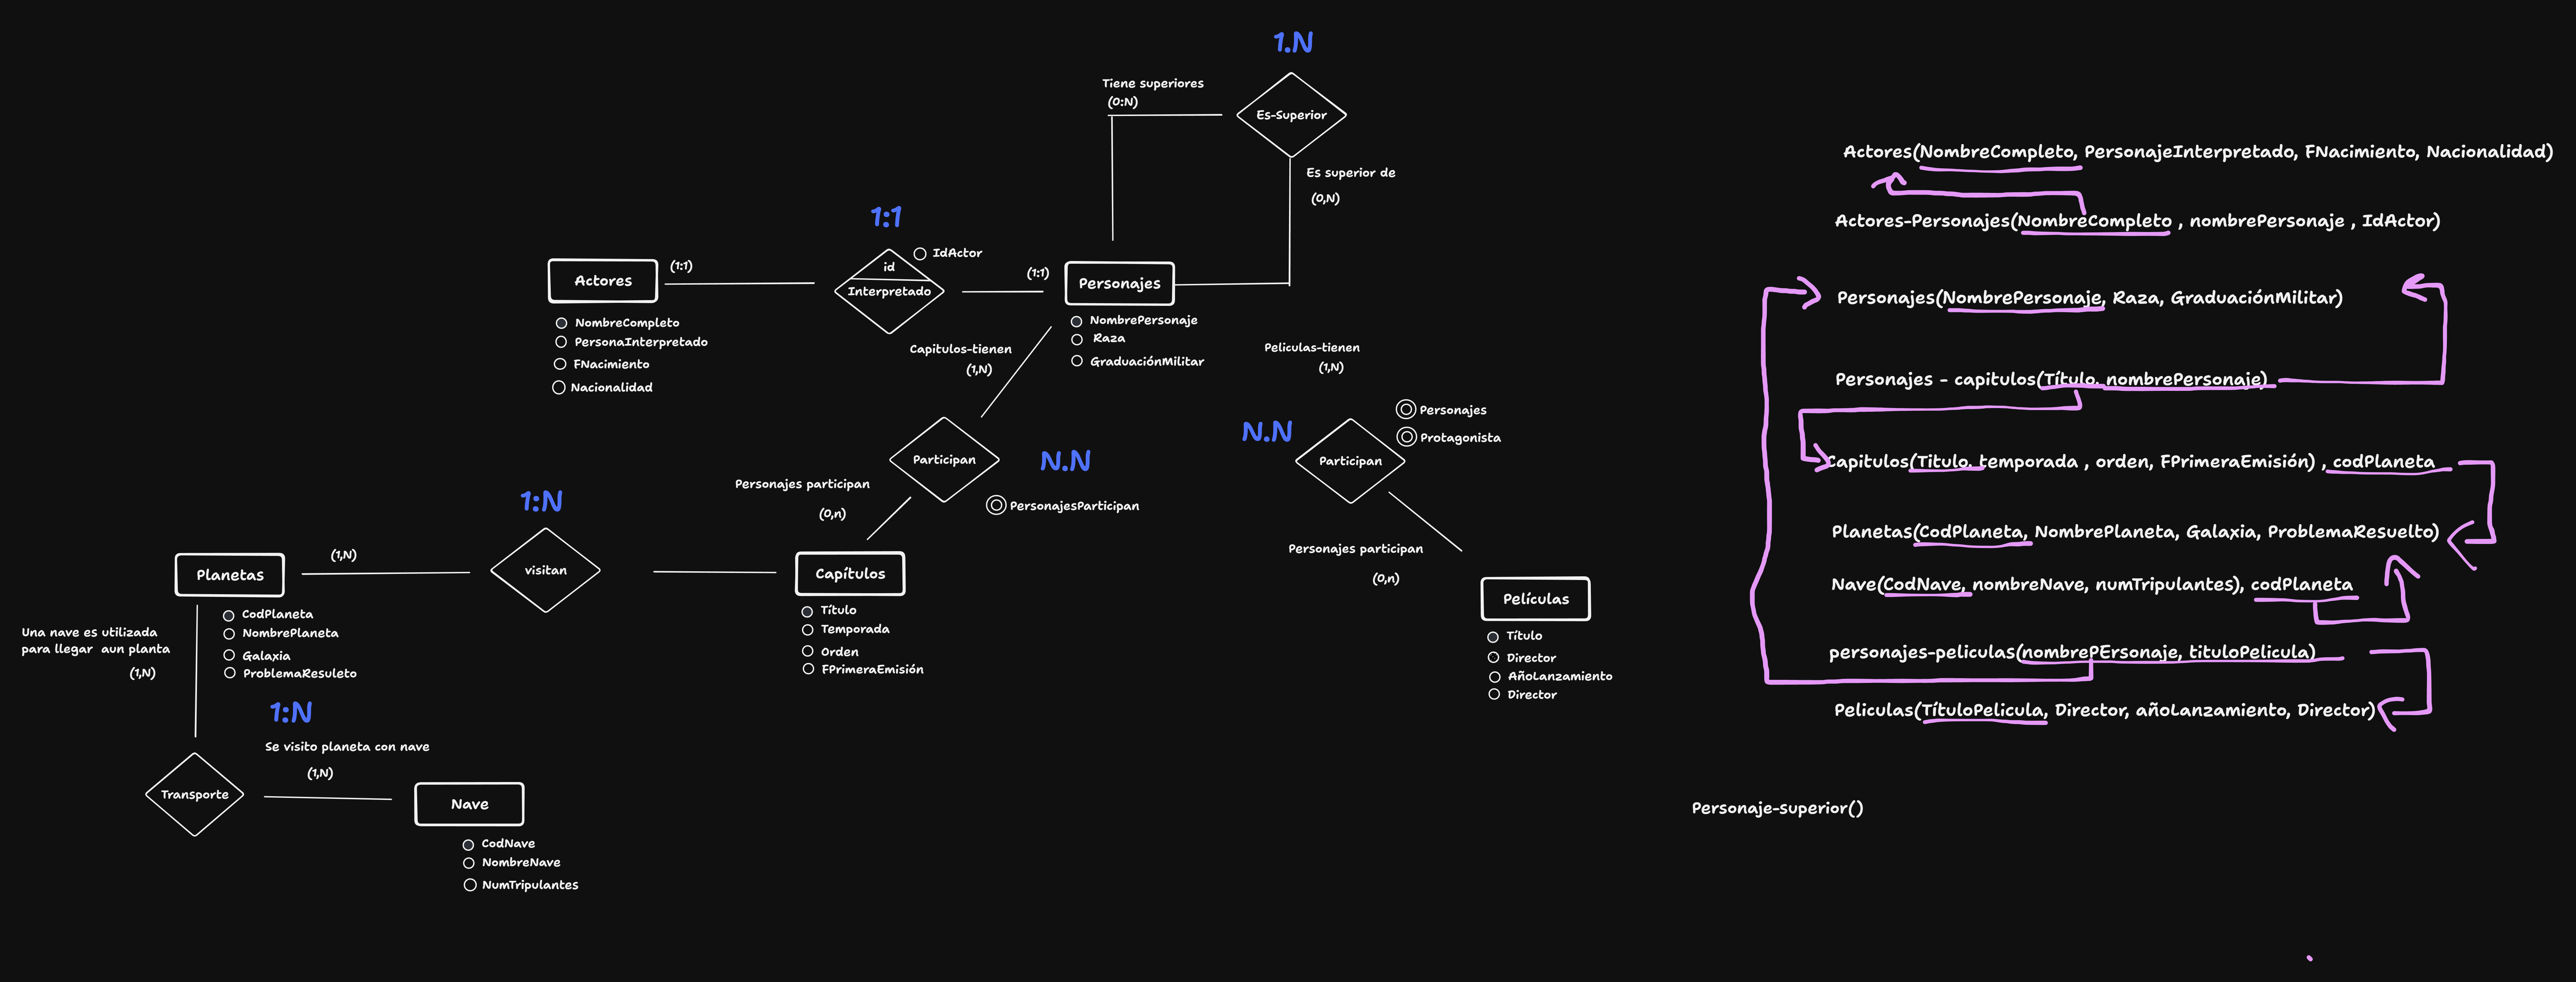 1.N
Tiene superiores
(0:N)
Es-Superior
Es superior de
(0,N)
1:1
id
IdActor
Interpretado
Actores
(1:1)
(1:1)
Personajes
NombreCompleto
PersonaInterpretado
FNacimiento
Nacionalidad
NombrePersonaje
Raza
GraduaciónMilitar
Capitulos-tienen
(1,N)
Peliculas-tienen
(1,N)
Participan
N.N
PersonajesParticipan
Personajes participan
(0,n)
N.N
Participan
Personajes
Protagonista
Personajes participan
(0,n)
1:N
Planetas
(1,N)
visitan
Capítulos
CodPlaneta
NombrePlaneta
Galaxia
ProblemaResuleto
Título
Temporada
Orden
FPrimeraEmisión
Películas
Título
Director
AñoLanzamiento
Director
Una nave es utilizada
para llegar aun planta
(1,N)
1:N
Se visito planeta con nave
(1,N)
Transporte
Nave
CodNave
NombreNave
NumTripulantes
Actores(NombreCompleto, PersonajeInterpretado, FNacimiento, Nacionalidad)
Actores-Personajes(NombreCompleto , nombrePersonaje , IdActor)
Personajes(NombrePersonaje, Raza, GraduaciónMilitar)
Personajes - capitulos(Título, nombrePersonaje)
Capitulos(Titulo, temporada , orden, FPrimeraEmisión) , codPlaneta
Planetas(CodPlaneta, NombrePlaneta, Galaxia, ProblemaResuelto)
Nave(CodNave, nombreNave, numTripulantes), codPlaneta
personajes-peliculas(nombrePErsonaje, tituloPelicula)
Peliculas(TítuloPelicula, Director, añoLanzamiento, Director)
Personaje-superior()